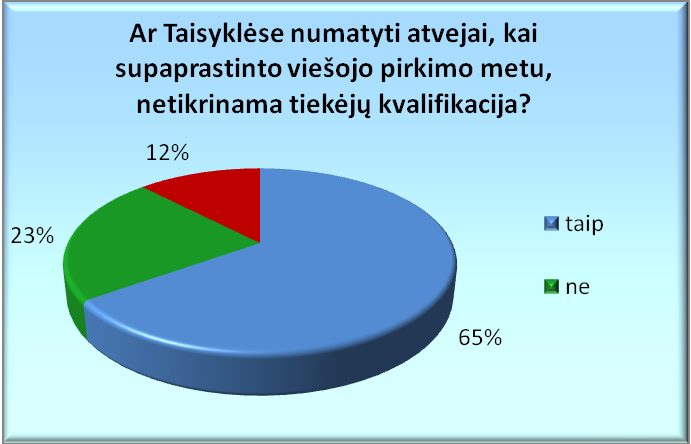 Ar Taisyklėse numatyti atvejai, kai
supaprastinto viešojo pirkimo metu,
netikrinama tiekėjų kvalifikacija?
12%
23%
65%
taip
ne